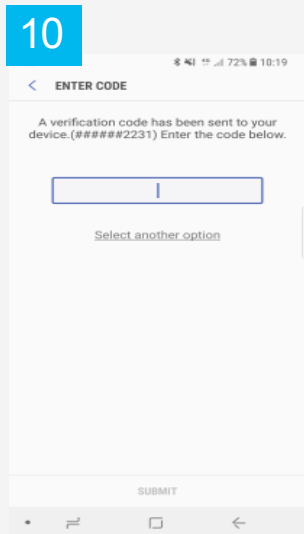 10
72% 10:19
< ENTER CODE
A verification code has been sent to your
device.(######2231) Enter the code below.
Select another option
SUBMIT